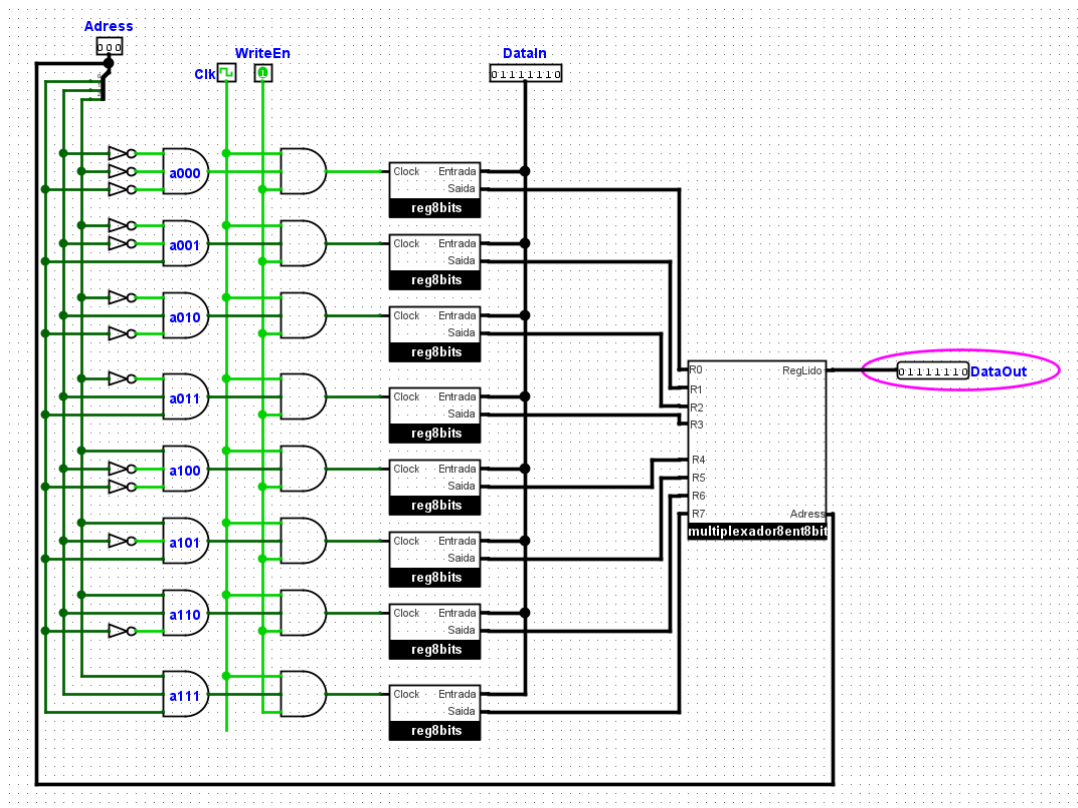 Adress
000
Clk
WriteEn
1
DataIn
01111110
a000
Clock Entrada
Saida
reg8bits
a001
Clock Entrada
Saida
reg8bits
a010
Clock Entrada
Saida
reg8bits
a011
Clock Entrada
Saida
reg8bits
a100
Clock Entrada
Saida
reg8bits
a101
Clock Entrada
Saida
reg8bits
a110
Clock Entrada
Saida
reg8bits
a111
Clock Entrada
Saida
reg8bits
R0 RegLido
R1
R2
R3
R4
R5
R6
R7 Adress
multiplexador8ent8bit
01111110 DataOut